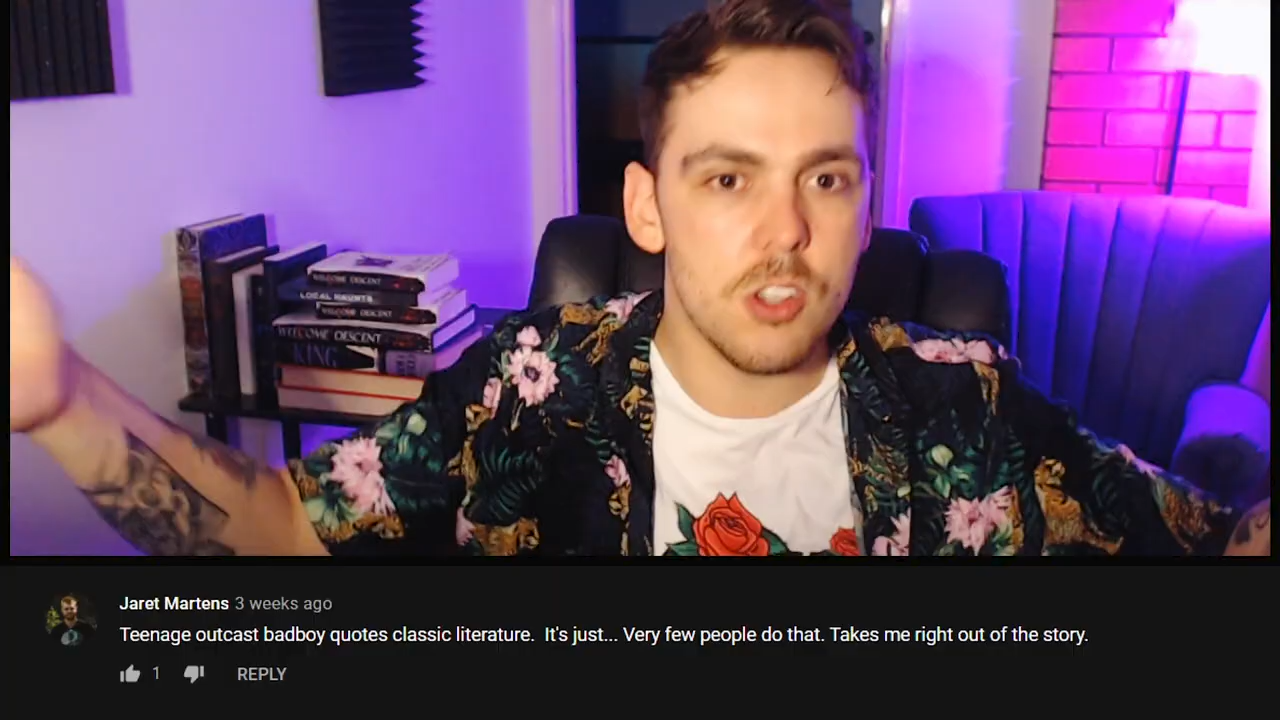 WELCOME DESCENT
LOCAL HAUNTS
WELCOME DESCENT
WELCOME DESCENT
KING
Jaret Martens 3 weeks ago
Teenage outcast badboy quotes classic literature.  It's just... Very few people do that. Takes me right out of the story.
1 REPLY